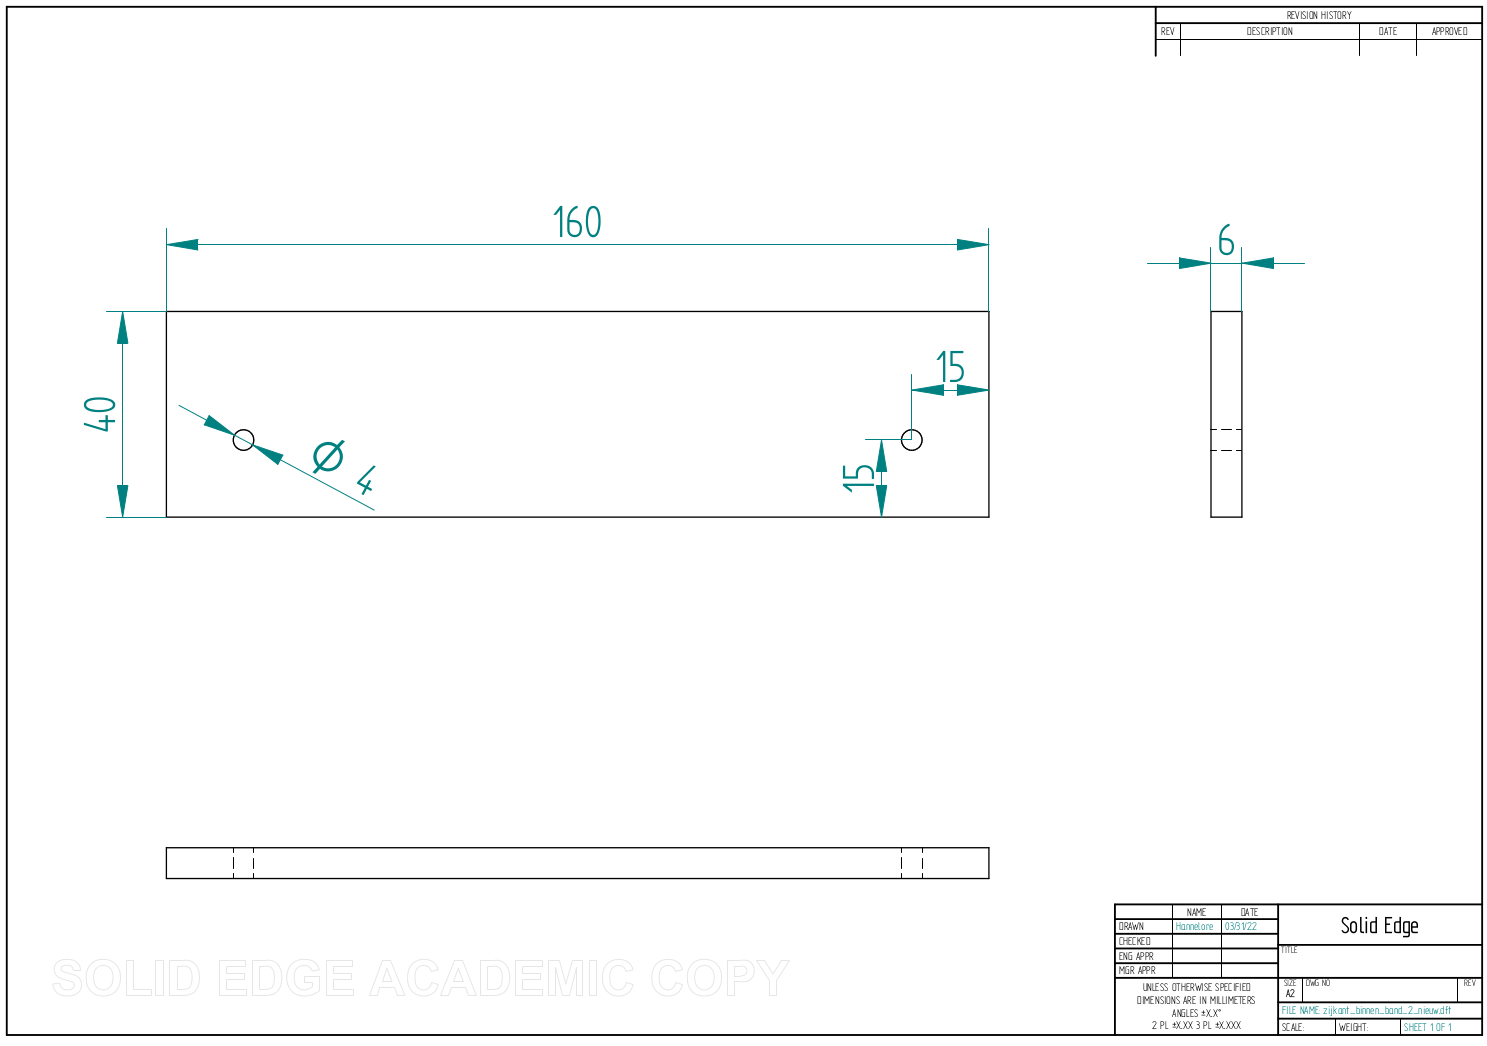 REVISION HISTORY
REV DESCRIPTION DATE APPROVED
160
6
15
40
Ø 4
15
SOLID EDGE ACADEMIC COPY
NAME DATE
DRAWN Hannelore 03/31/22
CHECKED
ENG APPR
MGR APPR
UNLESS OTHERWISE SPECIFIED
DIMENSIONS ARE IN MILLIMETERS
ANGLES ±X.X°
2 PL ±X.XX 3 PL ±X.XXX
Solid Edge
TITLE
SIZE DWG NO REV
A2
FILE NAME: zijkant_binnen_band_2_nieuw.dft
SCALE: WEIGHT: SHEET 1 OF 1